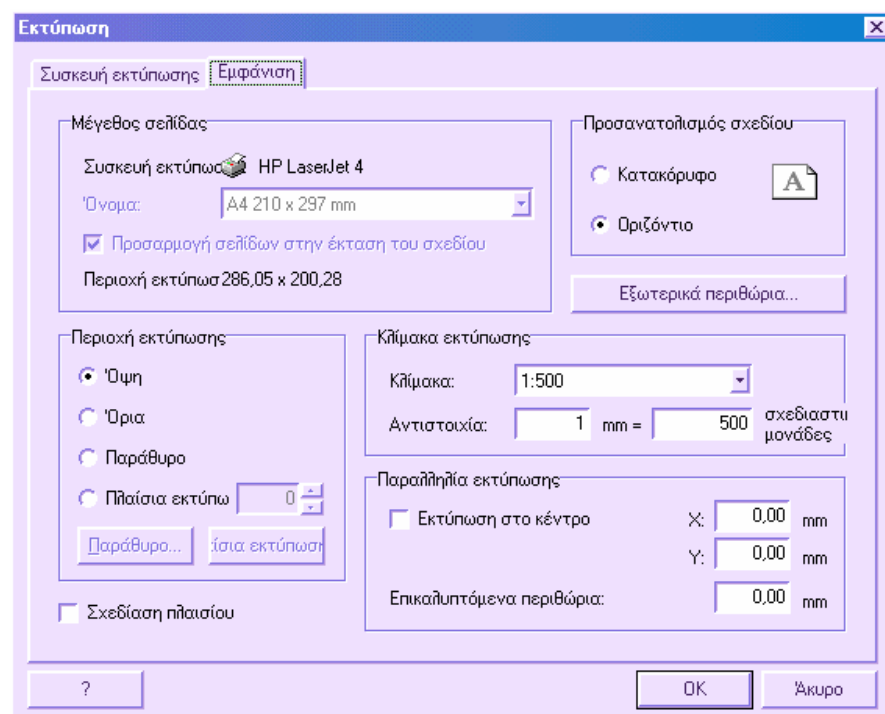 Εκτύπωση
Συσκευή εκτύπωσης
Εμφάνιση
Μέγεθος σελίδας
Συσκευή εκτύπωσ
HP LaserJet 4
Όνομα:
A4 210 x 297 mm
Προσαρμογή σελίδων στην έκταση του σχεδίου
Περιοχή εκτύπωσ 286,05 x 200,28
Προσανατολισμός σχεδίου
Κατακόρυφο
A
Οριζόντιο
Εξωτερικά περιθώρια...
Περιοχή εκτύπωσης
Όψη
Όρια
Παράθυρο
Πλαίσια εκτύπω
0
Παράθυρο...
ίσια εκτύπωση
Σχεδίαση πλαισίου
Κλίμακα εκτύπωσης
Κλίμακα:
1:500
Αντιστοιχία:
1 mm = 500 σχεδιαστι
μονάδες
Παραλληλία εκτύπωσης
Εκτύπωση στο κέντρο
X: 0,00 mm
Y: 0,00 mm
Επικαλυπτόμενα περιθώρια: 0,00 mm
?
OK
Άκυρο